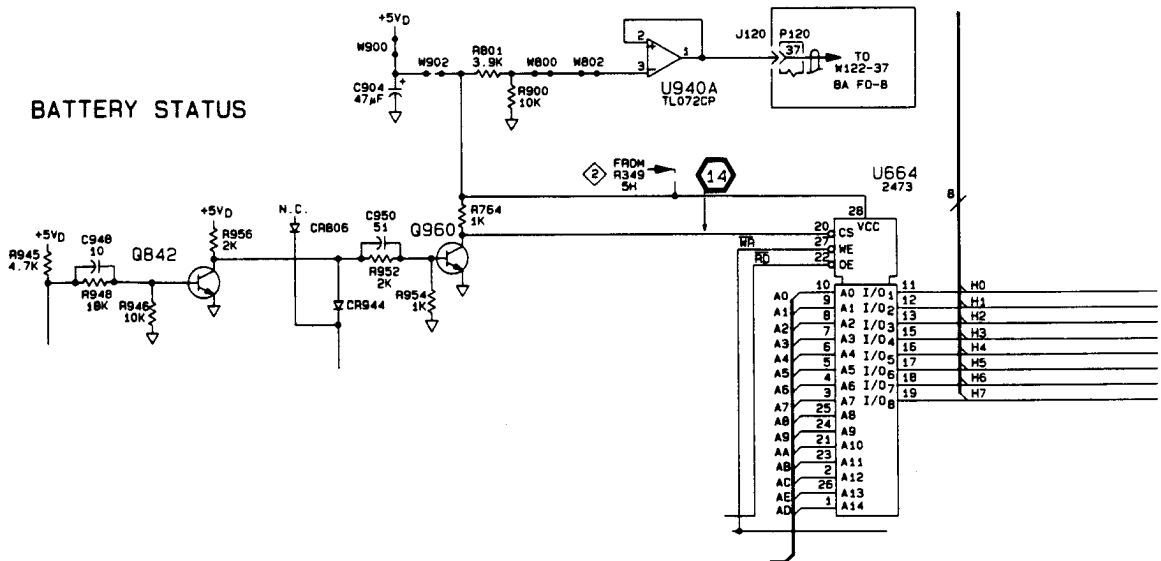 +5VD
W900
W902
R801
3.9K
W800
W802
C904
47µF
+
R900
10K
2
3
1
+
−
U940A
TL072CP
J120
P120
37
TO
W122-37
8A FO-8
BATTERY STATUS
2
FROM
R349
5H
14
U664
2473
8
+5VD
R945
4.7K
C948
10
R948
18K
R946
10K
Q842
+5VD
R956
2K
N.C.
CR806
CR944
C950
51
R952
2K
R954
1K
Q960
R764
1K
WR
RD
28
VCC
20 CS
27 WE
22 OE
A0 10 A0 I/O1 11 H0
A1 9 A1 I/O2 12 H1
A2 8 A2 I/O3 13 H2
A3 7 A3 I/O4 15 H3
A4 6 A4 I/O5 16 H4
A5 5 A5 I/O6 17 H5
A6 4 A6 I/O7 18 H6
A7 3 A7 I/O8 19 H7
A8 25 A8
A9 24 A9
AA 21 A10
AB 23 A11
AC 2 A12
AE 26 A13
AD 1 A14